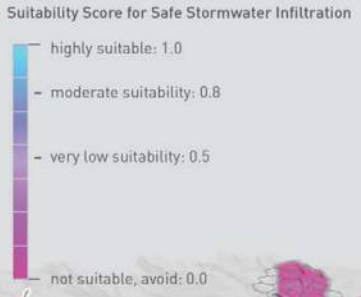 Suitability Score for Safe Stormwater Infiltration
highly suitable: 1.0
moderate suitability: 0.8
very low suitability: 0.5
not suitable, avoid: 0.0